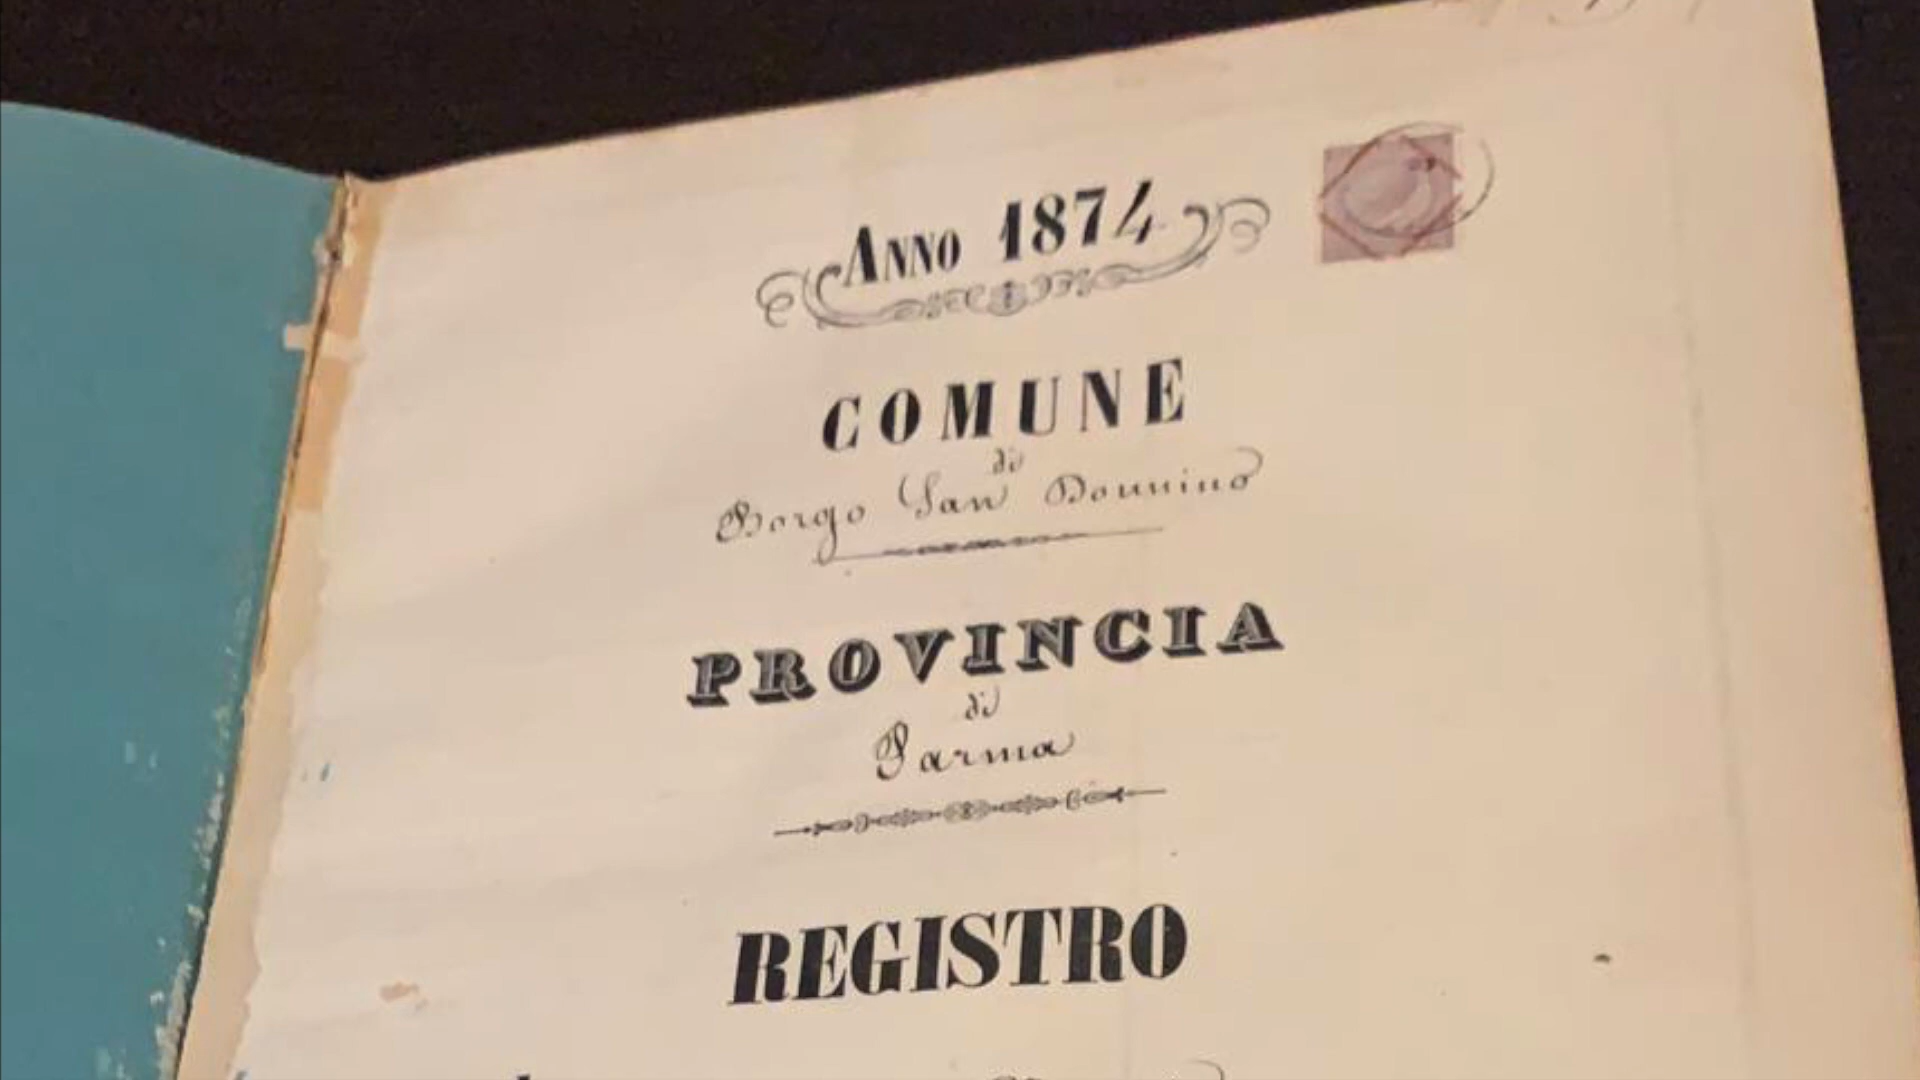 Anno 1874
COMUNE
di
Borgo San Donnino
PROVINCIA
di
Parma
REGISTRO